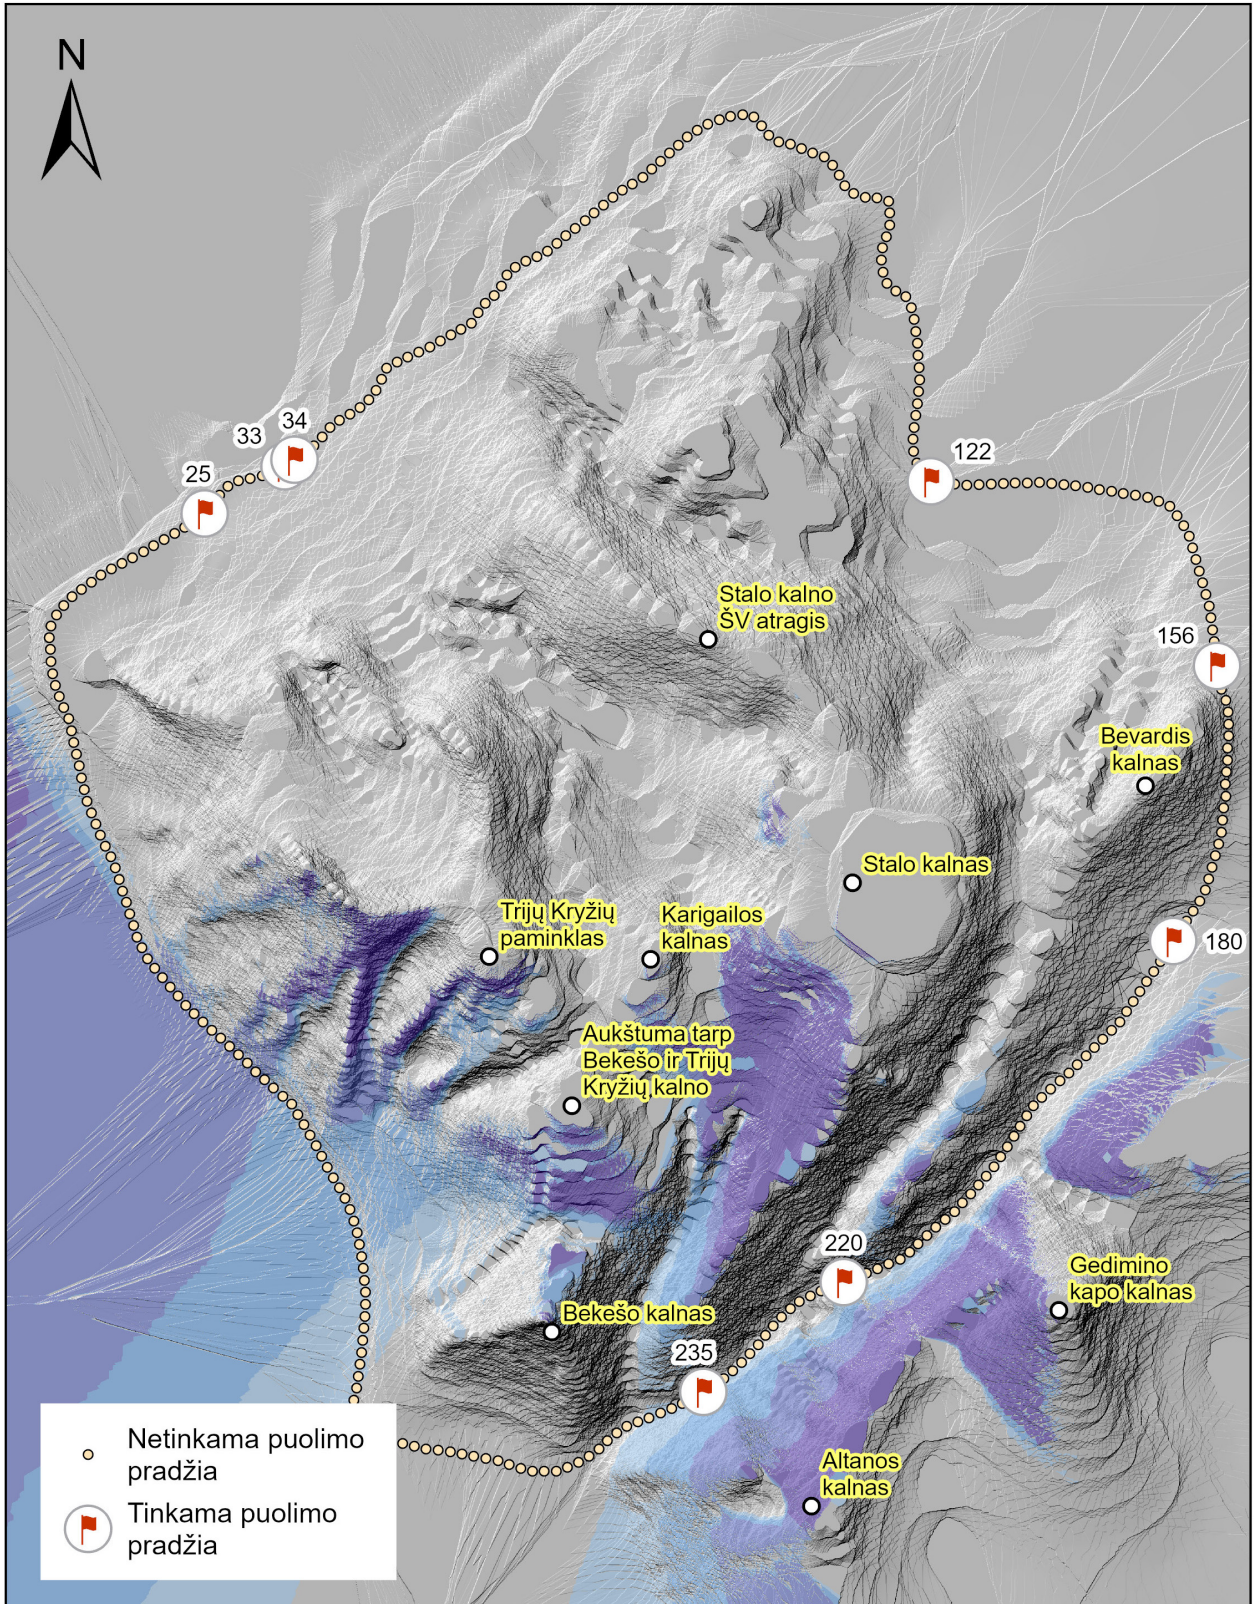 N
33
34
25
122
Stalo kalno
ŠV atragis
156
Bevardis
kalnas
Stalo kalnas
Trijų Kryžių
paminklas
Karigailos
kalnas
180
Aukštuma tarp
Bekešo ir Trijų
Kryžių kalno
220
Gedimino
kapo kalnas
Bekešo kalnas
235
Altanos
kalnas
Netinkama puolimo
pradžia
Tinkama puolimo
pradžia